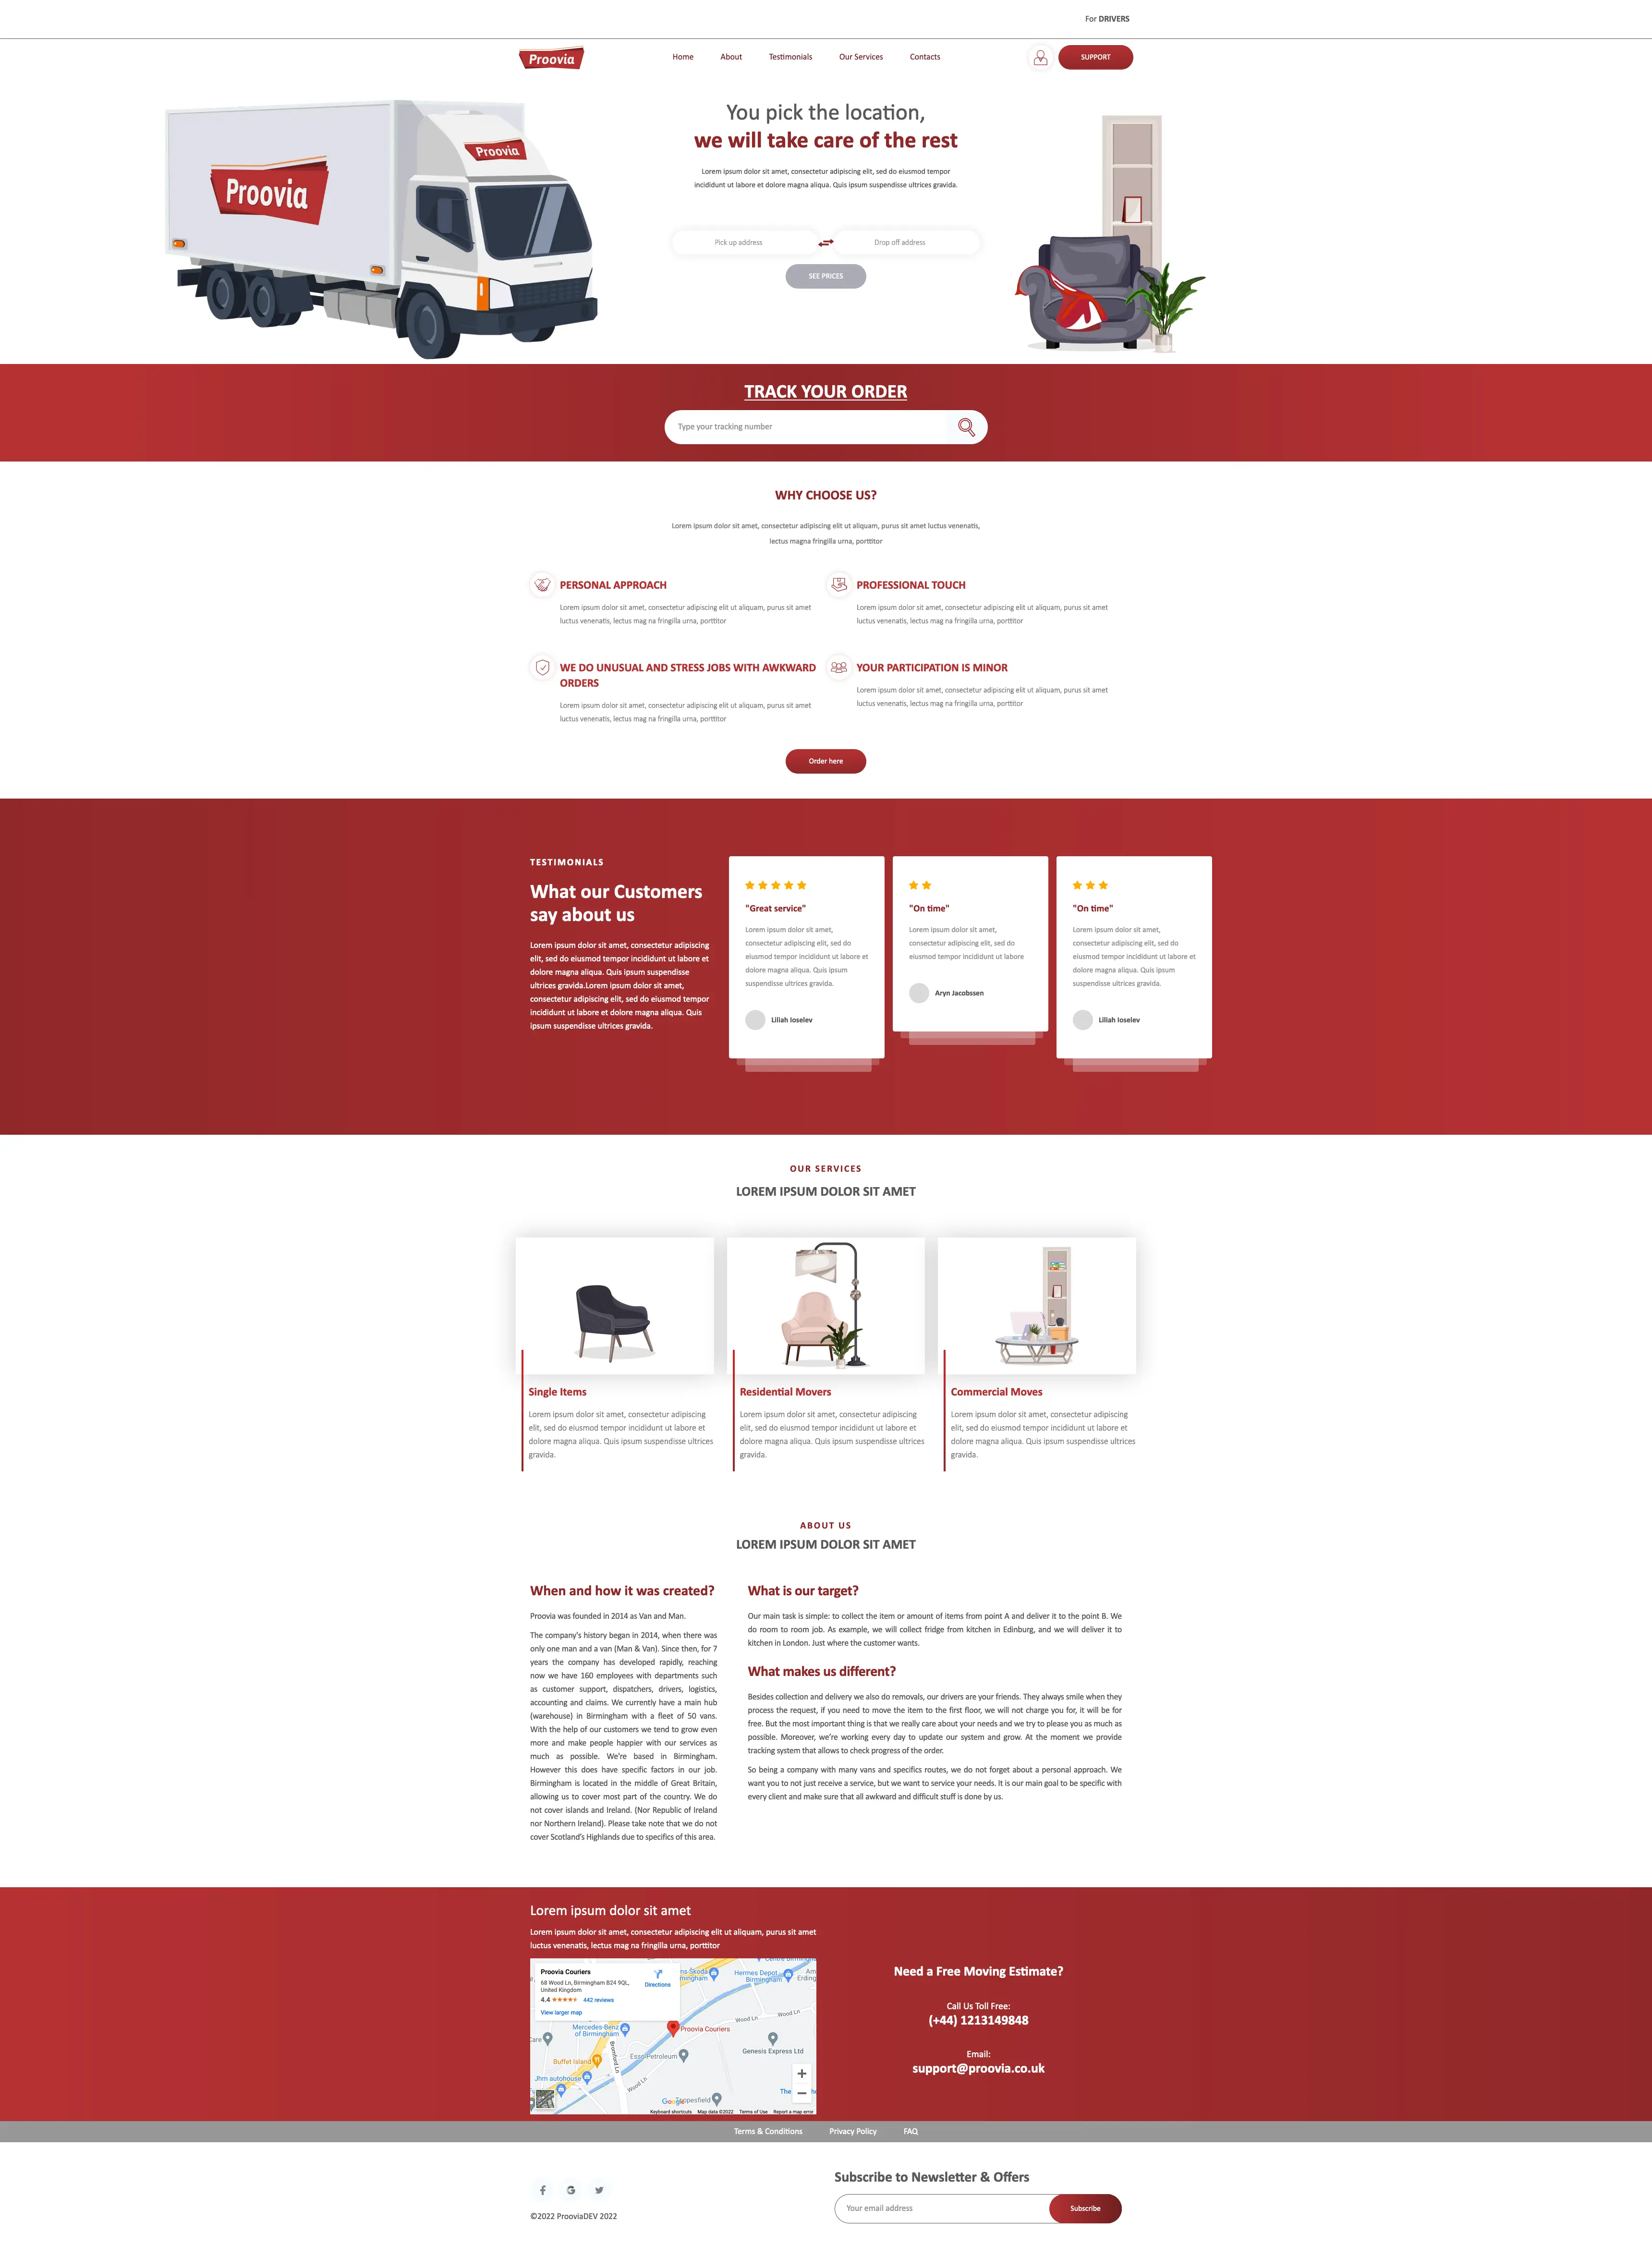 For DRIVERS
Proovia
Home
About
Testimonials
Our Services
Contacts
SUPPORT
Proovia
Proovia
You pick the location,
we will take care of the rest
Lorem ipsum dolor sit amet, consectetur adipiscing elit, sed do eiusmod tempor
incididunt ut labore et dolore magna aliqua. Quis ipsum suspendisse ultrices gravida.
Pick up address
Drop off address
SEE PRICES
TRACK YOUR ORDER
Type your tracking number
WHY CHOOSE US?
Lorem ipsum dolor sit amet, consectetur adipiscing elit ut aliquam, purus sit amet luctus venenatis,
lectus magna fringilla urna, porttitor
PERSONAL APPROACH
Lorem ipsum dolor sit amet, consectetur adipiscing elit ut aliquam, purus sit amet
luctus venenatis, lectus mag na fringilla urna, porttitor
PROFESSIONAL TOUCH
Lorem ipsum dolor sit amet, consectetur adipiscing elit ut aliquam, purus sit amet
luctus venenatis, lectus mag na fringilla urna, porttitor
WE DO UNUSUAL AND STRESS JOBS WITH AWKWARD
ORDERS
Lorem ipsum dolor sit amet, consectetur adipiscing elit ut aliquam, purus sit amet
luctus venenatis, lectus mag na fringilla urna, porttitor
YOUR PARTICIPATION IS MINOR
Lorem ipsum dolor sit amet, consectetur adipiscing elit ut aliquam, purus sit amet
luctus venenatis, lectus mag na fringilla urna, porttitor
Order here
TESTIMONIALS
What our Customers
say about us
Lorem ipsum dolor sit amet, consectetur adipiscing
elit, sed do eiusmod tempor incididunt ut labore et
dolore magna aliqua. Quis ipsum suspendisse
ultrices gravida.Lorem ipsum dolor sit amet,
consectetur adipiscing elit, sed do eiusmod tempor
incididunt ut labore et dolore magna aliqua. Quis
ipsum suspendisse ultrices gravida.
"Great service"
Lorem ipsum dolor sit amet,
consectetur adipiscing elit, sed do
eiusmod tempor incididunt ut labore et
dolore magna aliqua. Quis ipsum
suspendisse ultrices gravida.
Liliah Ioselev
"On time"
Lorem ipsum dolor sit amet,
consectetur adipiscing elit, sed do
eiusmod tempor incididunt ut labore
Aryn Jacobssen
"On time"
Lorem ipsum dolor sit amet,
consectetur adipiscing elit, sed do
eiusmod tempor incididunt ut labore et
dolore magna aliqua. Quis ipsum
suspendisse ultrices gravida.
Liliah Ioselev
OUR SERVICES
LOREM IPSUM DOLOR SIT AMET
Single Items
Lorem ipsum dolor sit amet, consectetur adipiscing
elit, sed do eiusmod tempor incididunt ut labore et
dolore magna aliqua. Quis ipsum suspendisse ultrices
gravida.
Residential Movers
Lorem ipsum dolor sit amet, consectetur adipiscing
elit, sed do eiusmod tempor incididunt ut labore et
dolore magna aliqua. Quis ipsum suspendisse ultrices
gravida.
Commercial Moves
Lorem ipsum dolor sit amet, consectetur adipiscing
elit, sed do eiusmod tempor incididunt ut labore et
dolore magna aliqua. Quis ipsum suspendisse ultrices
gravida.
ABOUT US
LOREM IPSUM DOLOR SIT AMET
When and how it was created?
Proovia was founded in 2014 as Van and Man.
The company's history began in 2014, when there was
only one man and a van (Man & Van). Since then, for 7
years the company has developed rapidly, reaching
now we have 160 employees with departments such
as customer support, dispatchers, drivers, logistics,
accounting and claims. We currently have a main hub
(warehouse) in Birmingham with a fleet of 50 vans.
With the help of our customers we tend to grow even
more and make people happier with our services as
much as possible. We're based in Birmingham.
However this does have specific factors in our job.
Birmingham is located in the middle of Great Britain,
allowing us to cover most part of the country. We do
not cover islands and Ireland. (Nor Republic of Ireland
nor Northern Ireland). Please take note that we do not
cover Scotland's Highlands due to specifics of this area.
What is our target?
Our main task is simple: to collect the item or amount of items from point A and deliver it to the point B. We
do room to room job. As example, we will collect fridge from kitchen in Edinburg, and we will deliver it to
kitchen in London. Just where the customer wants.
What makes us different?
Besides collection and delivery we also do removals, our drivers are your friends. They always smile when they
process the request, if you need to move the item to the first floor, we will not charge you for, it will be for
free. But the most important thing is that we really care about your needs and we try to please you as much as
possible. Moreover, we're working every day to update our system and grow. At the moment we provide
tracking system that allows to check progress of the order.
So being a company with many vans and specifics routes, we do not forget about a personal approach. We
want you to not just receive a service, but we want to service your needs. It is our main goal to be specific with
every client and make sure that all awkward and difficult stuff is done by us.
Lorem ipsum dolor sit amet
Lorem ipsum dolor sit amet, consectetur adipiscing elit ut aliquam, purus sit amet
luctus venenatis, lectus mag na fringilla urna, porttitor
Proovia Couriers
68 Wood Ln, Birmingham B24 9QL,
United Kingdom
Directions
4.4
442 reviews
View larger map
Hermes Depot
Birmingham
Erding
Wood Ln
Wood Ln
Mercedes-Benz
of Birmingham
Proovia Couriers
Care
Bromford Ln
Esso Petroleum
Genesis Express Ltd
Buffet Island
Jhm autohouse
Wood Ln
Google
Keyboard shortcuts
Map data ©2022
Terms of Use
Report a map error
Need a Free Moving Estimate?
Call Us Toll Free:
(+44) 1213149848
Email:
support@proovia.co.uk
Terms & Conditions
Privacy Policy
FAQ
©2022 ProoviaDEV 2022
Subscribe to Newsletter & Offers
Your email address
Subscribe